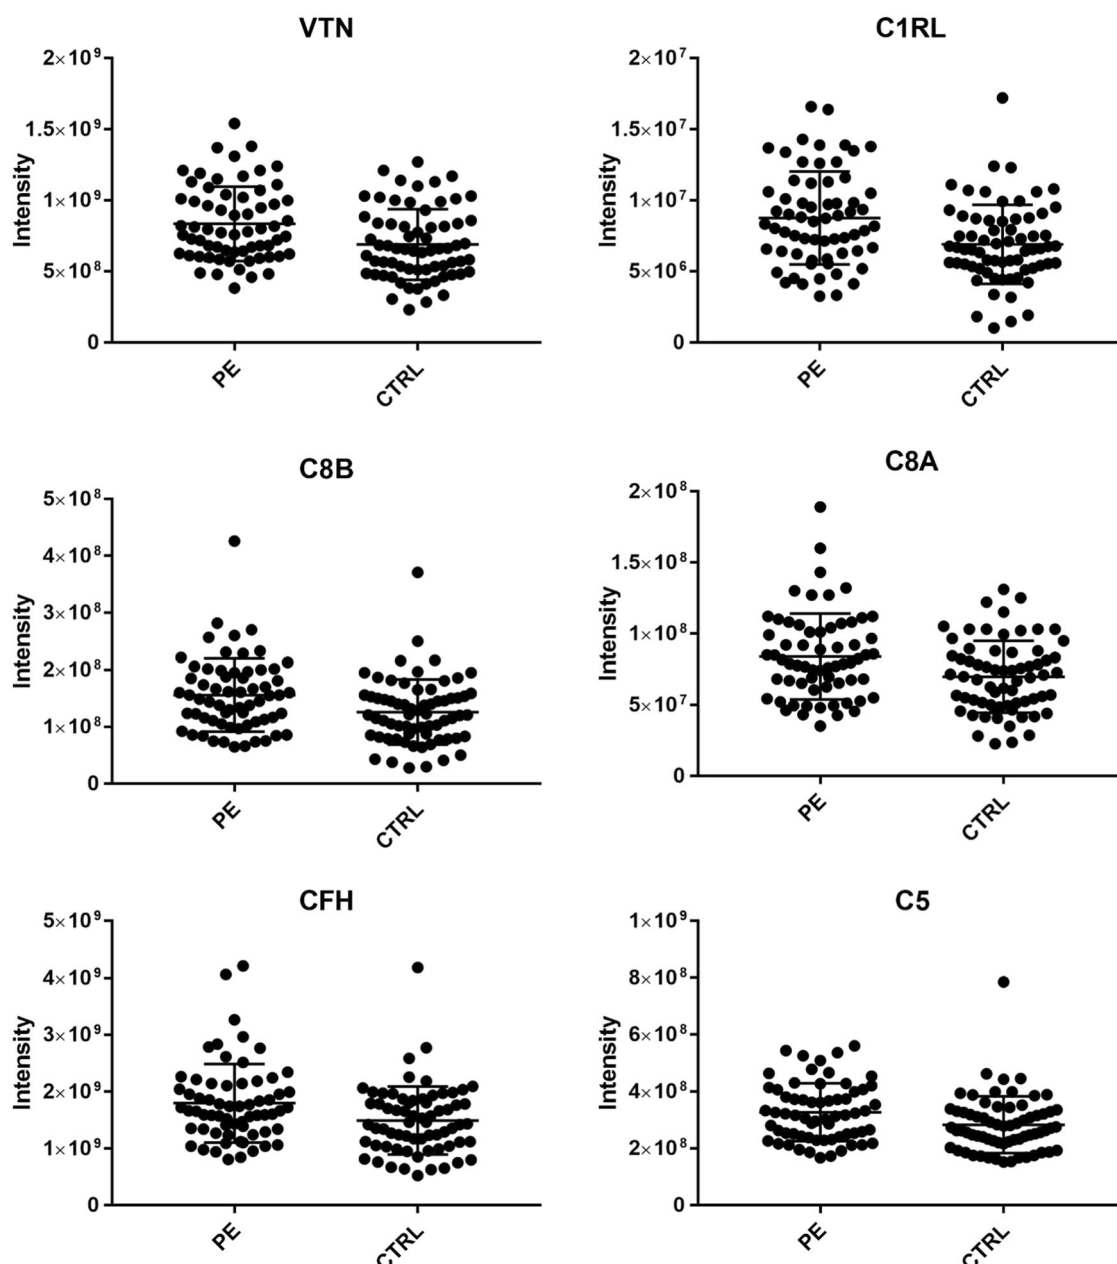 VTN
2×10⁹
1.5×10⁹
1×10⁹
5×10⁸
0
Intensity
PE
CTRL
C1RL
2×10⁷
1.5×10⁷
1×10⁷
5×10⁶
0
Intensity
PE
CTRL
C8B
5×10⁸
4×10⁸
3×10⁸
2×10⁸
1×10⁸
0
Intensity
PE
CTRL
C8A
2×10⁸
1.5×10⁸
1×10⁸
5×10⁷
0
Intensity
PE
CTRL
CFH
5×10⁹
4×10⁹
3×10⁹
2×10⁹
1×10⁹
0
Intensity
PE
CTRL
C5
1×10⁹
8×10⁸
6×10⁸
4×10⁸
2×10⁸
0
Intensity
PE
CTRL